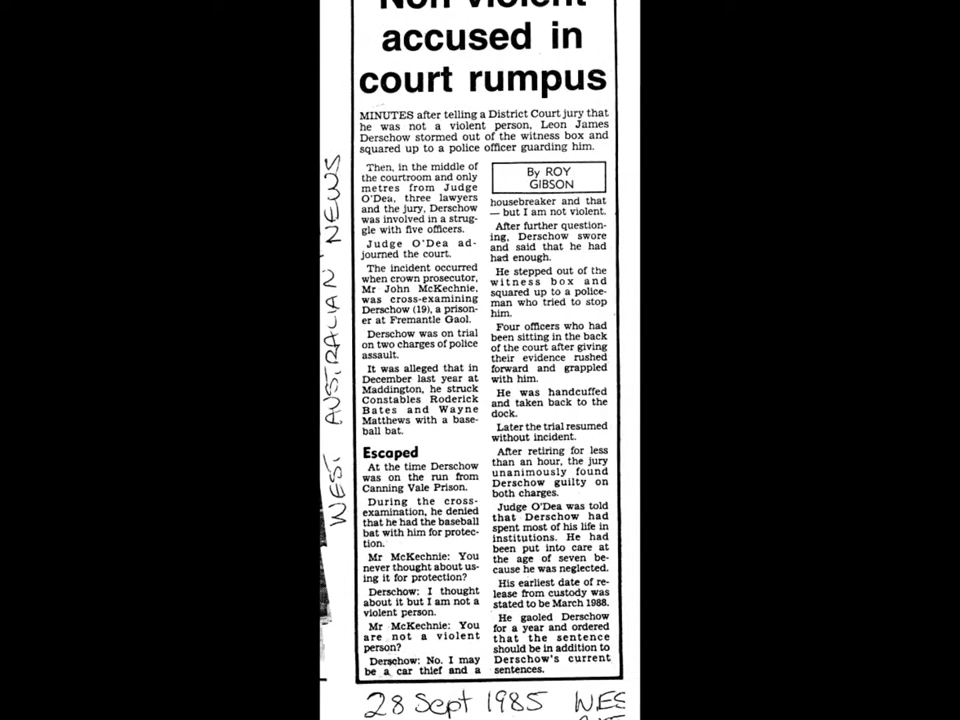 Non violent
accused in
court rumpus
MINUTES after telling a District Court jury that
he was not a violent person, Leon James
Derschow stormed out of the witness box and
squared up to a police officer guarding him.
Then, in the middle of
the courtroom and only
metres from Judge
O'Dea, three lawyers
and the jury, Derschow
was involved in a strug-
gle with five officers.
Judge O'Dea ad-
journed the court.
The incident occurred
when crown prosecutor,
Mr John McKechnie,
was cross-examining
Derschow (19), a prison-
er at Fremantle Gaol.
Derschow was on trial
on two charges of police
assault.
It was alleged that in
December last year at
Maddington, he struck
Constables Roderick
Bates and Wayne
Matthews with a base-
ball bat.
Escaped
At the time Derschow
was on the run from
Canning Vale Prison.
During the cross-
examination, he denied
that he had the baseball
bat with him for protec-
tion.
Mr McKechnie: You
never thought about us-
ing it for protection?
Derschow: I thought
about it but I am not a
violent person.
Mr McKechnie: You
are not a violent
person?
Derschow: No. I may
be a car thief and a
By ROY
GIBSON
housebreaker and that
— but I am not violent.
After further question-
ing, Derschow swore
and said that he had
had enough.
He stepped out of the
witness box and
squared up to a police-
man who tried to stop
him.
Four officers who had
been sitting in the back
of the court after giving
their evidence rushed
forward and grappled
with him.
He was handcuffed
and taken back to the
dock.
Later the trial resumed
without incident.
After retiring for less
than an hour, the jury
unanimously found
Derschow guilty on
both charges.
Judge O'Dea was told
that Derschow had
spent most of his life in
institutions. He had
been put into care at
the age of seven be-
cause he was neglected.
His earliest date of re-
lease from custody was
stated to be March 1988.
He gaoled Derschow
for a year and ordered
that the sentence
should be in addition to
Derschow's current
sentences.
WEST AUSTRALIAN NEWS
28 Sept 1985 WES